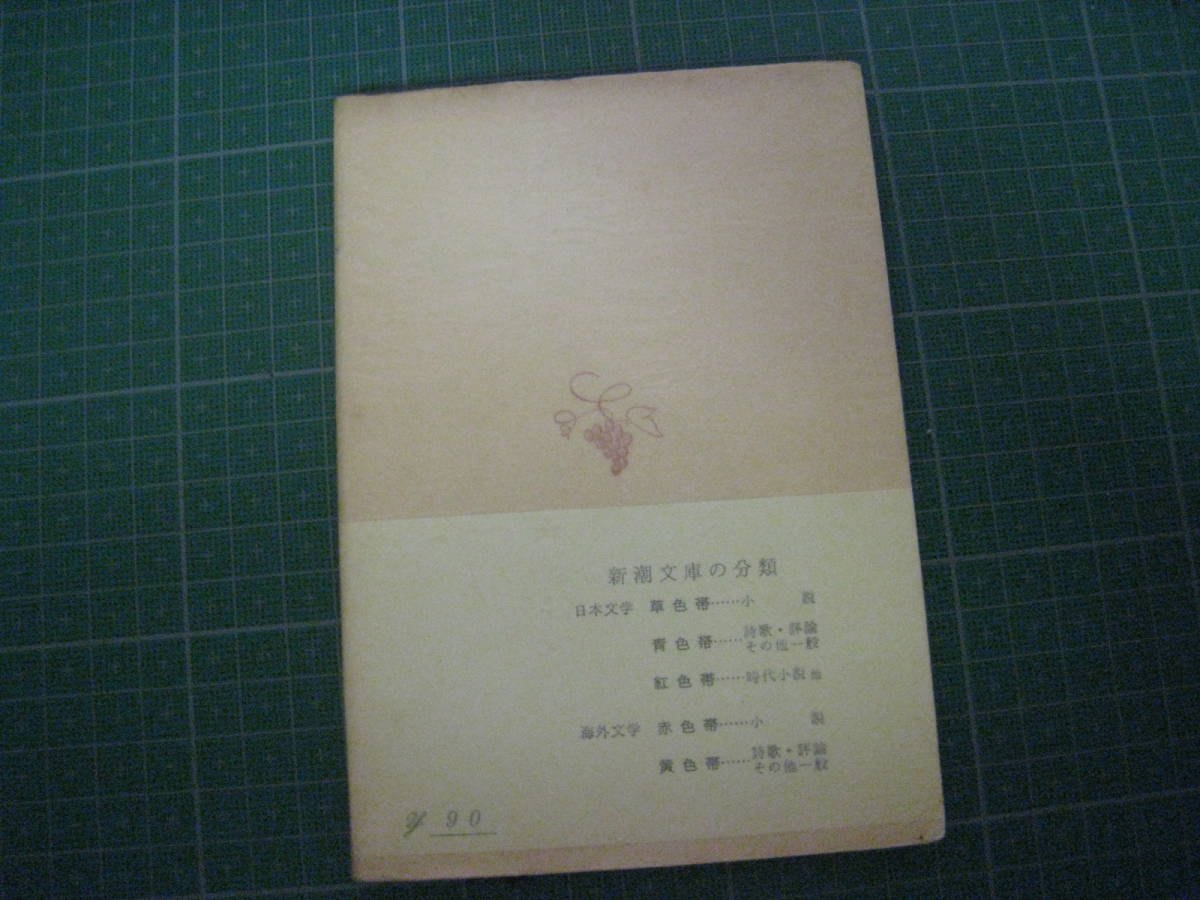 新潮文庫の分類
日本文学 草色帯……小 説
青色帯……詩歌・評論
その他一般
紅色帯……時代小説 他
海外文学 赤色帯……小 説
黄色帯……詩歌・評論
その他一般
90